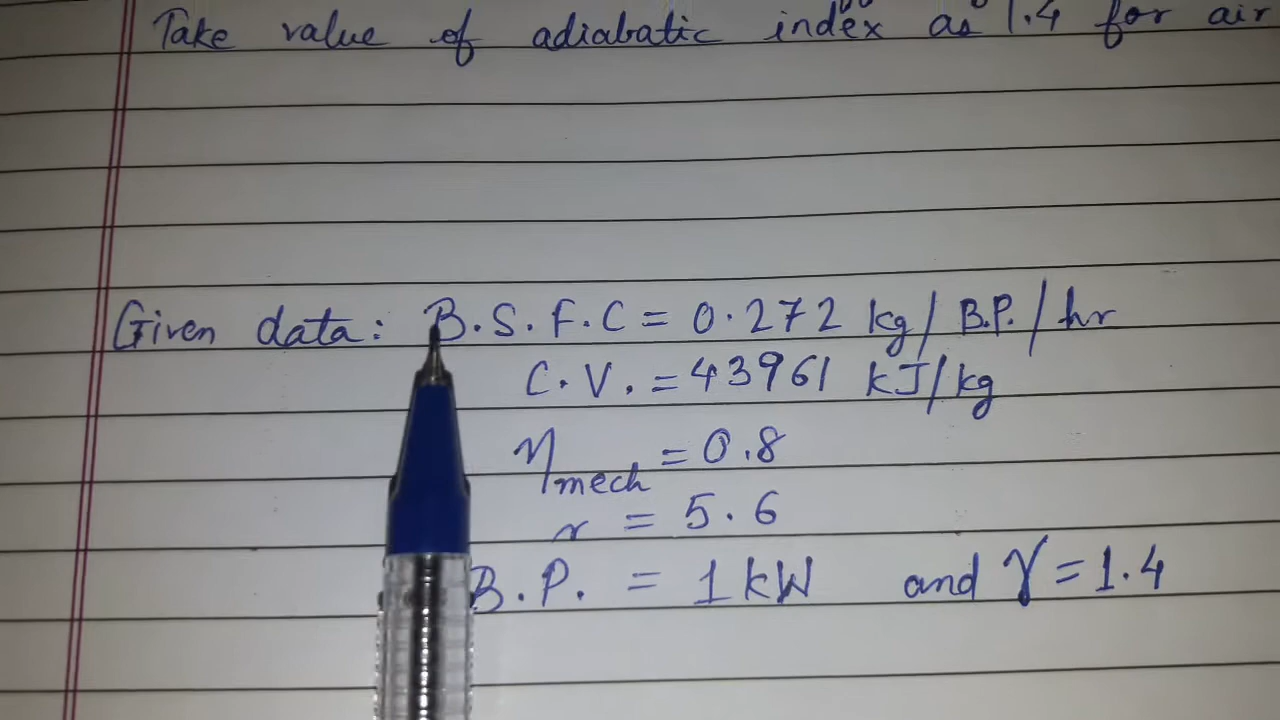 Take value of adiabatic index as 1.4 for air
Given data: B.S.F.C = 0.272 kg/B.P./hr
C.V. = 43961 kJ/kg
η mech = 0.8
r = 5.6
B.P. = 1 kW and γ = 1.4